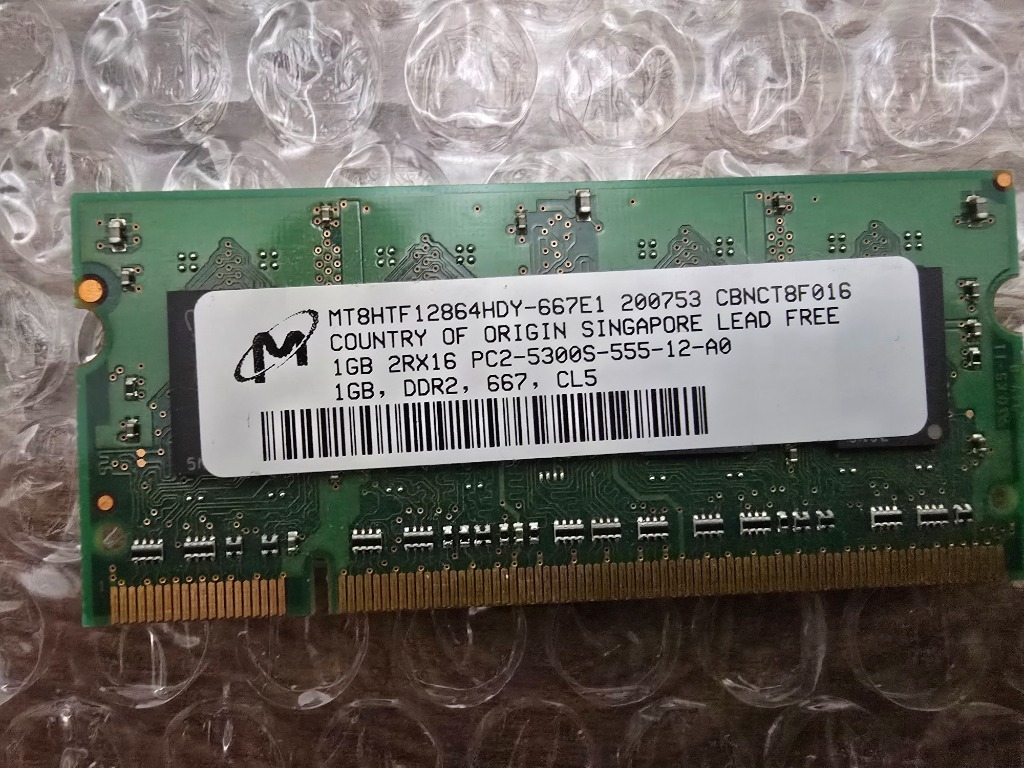 M
MT8HTF12864HDY-667E1 200753 CBNCT8F016
COUNTRY OF ORIGIN SINGAPORE LEAD FREE
1GB 2RX16 PC2-5300S-555-12-A0
1GB, DDR2, 667, CL5